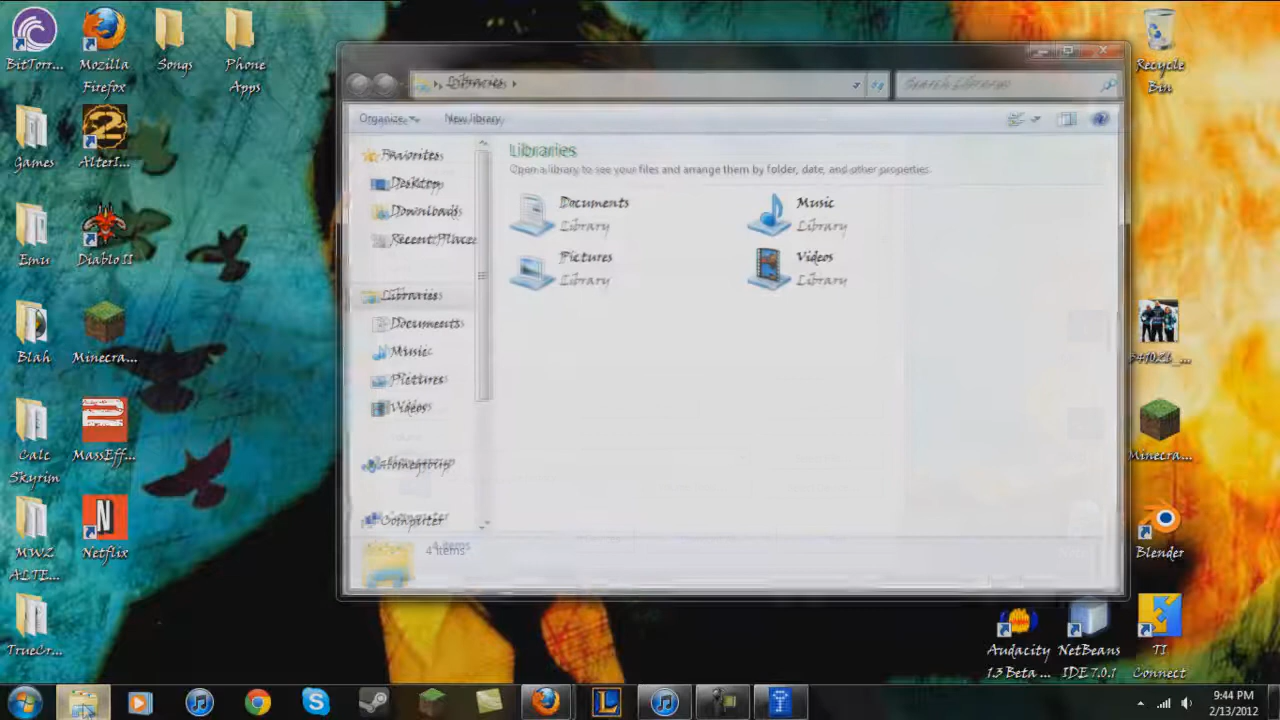 BitTorr...
Mozilla
Firefox
Songs
Phone
Apps
Recycle
Bin
Games
AlterI...
Emu
Diablo II
Blah
Minecra...
Calc
Skyrim
MassEff...
MW2
ALTE...
Netflix
TrueCr...
Libraries
Search Libraries
Organize
New library
Favorites
Desktop
Downloads
Recent Places
Libraries
Documents
Music
Pictures
Videos
Homegroup
Computer
Libraries
Open a library to see your files and arrange them by folder, date, and other properties.
Documents
Library
Music
Library
Pictures
Library
Videos
Library
4 items
Minecra...
Blender
Audacity
1.3 Beta ...
NetBeans
IDE 7.0.1
TI
Connect
9:44 PM
2/13/2012